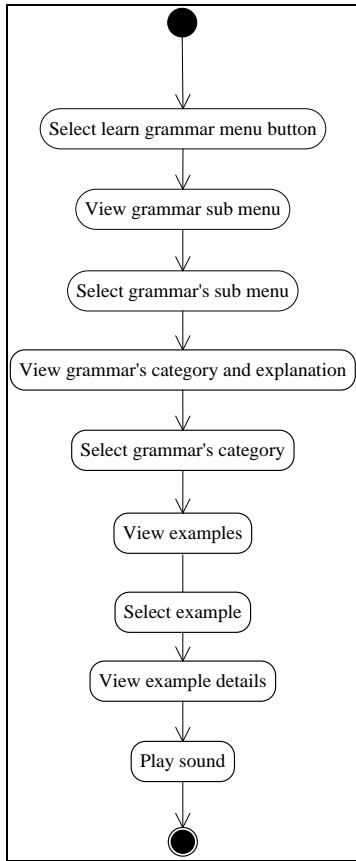 Select learn grammar menu button
View grammar sub menu
Select grammar's sub menu
View grammar's category and explanation
Select grammar's category
View examples
Select example
View example details
Play sound